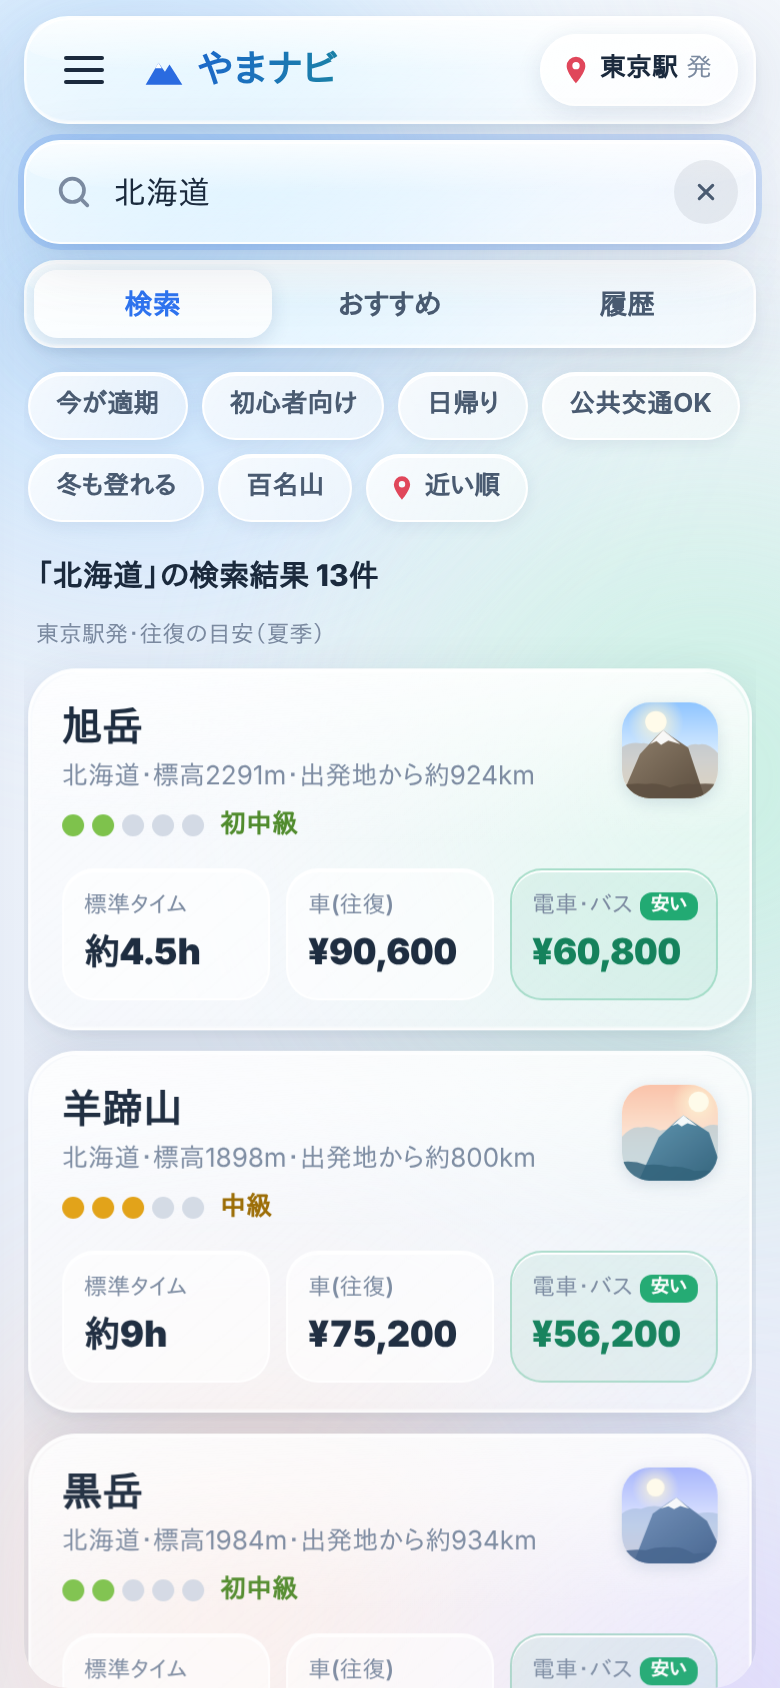 やまナビ
東京駅 発
北海道
検索 おすすめ 履歴
今が適期 初心者向け 日帰り 公共交通OK
冬も登れる 百名山 近い順
「北海道」の検索結果 13件
東京駅発・往復の目安（夏季）
旭岳
北海道・標高2291m・出発地から約924km
初中級
標準タイム 車(往復) 電車・バス 安い
約4.5h ¥90,600 ¥60,800
羊蹄山
北海道・標高1898m・出発地から約800km
中級
標準タイム 車(往復) 電車・バス 安い
約9h ¥75,200 ¥56,200
黒岳
北海道・標高1984m・出発地から約934km
初中級
標準タイム 車(往復) 電車・バス 安い